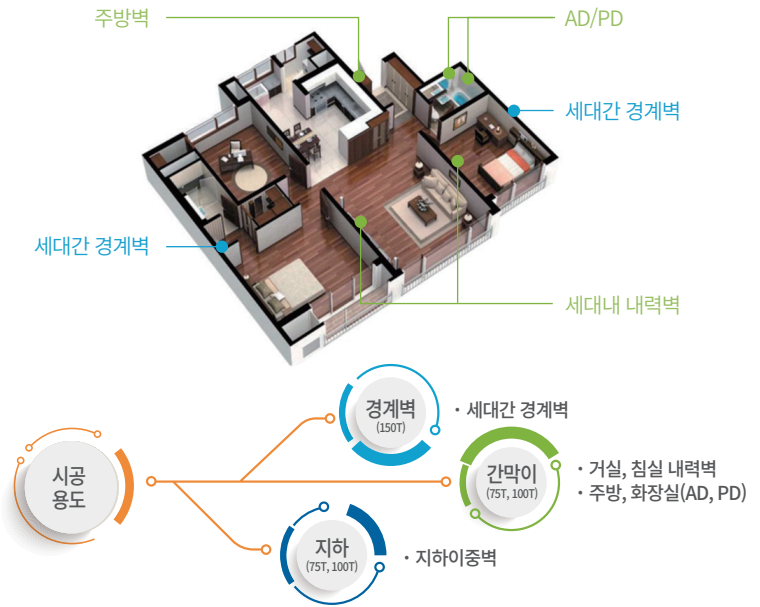 주방벽
AD/PD
세대간 경계벽
세대간 경계벽
세대내 내력벽
시공
용도
경계벽
(150T)
· 세대간 경계벽
간막이
(75T, 100T)
· 거실, 침실 내력벽
· 주방, 화장실(AD, PD)
지하
(75T, 100T)
· 지하이중벽